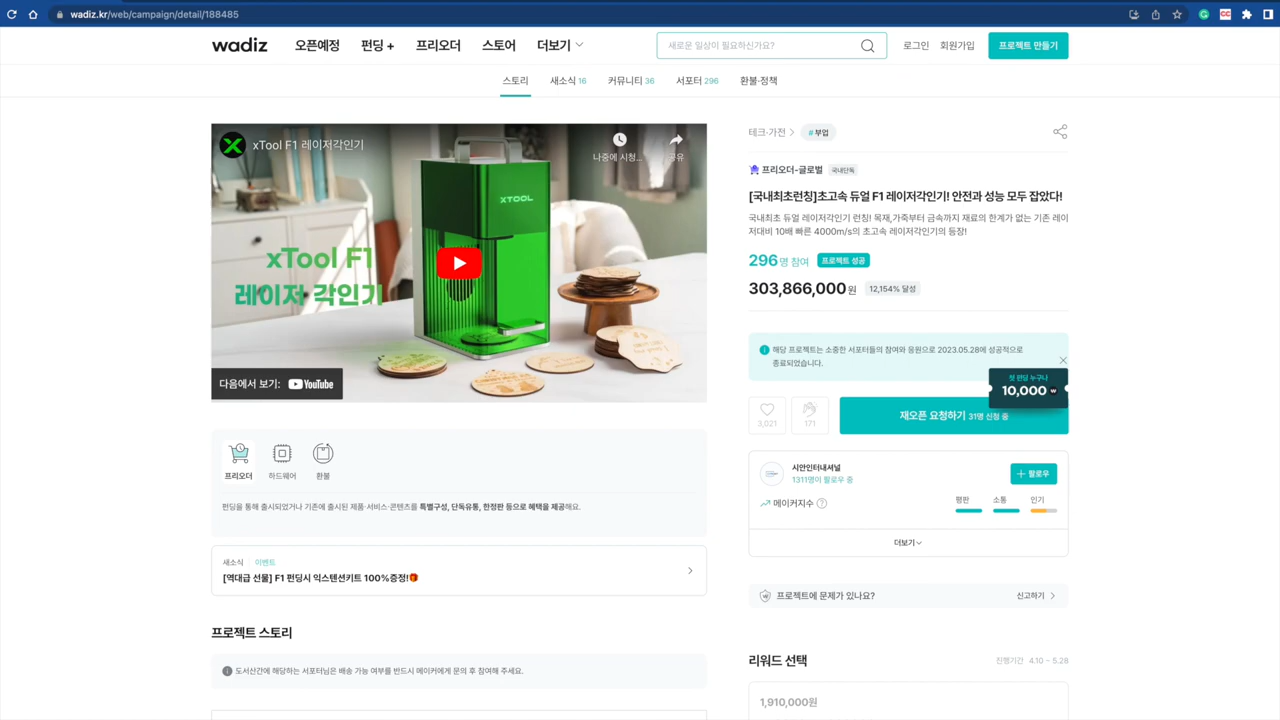 wadiz.kr/web/campaign/detail/188485
CC
wadiz 오픈예정 펀딩 + 프리오더 스토어 더보기 새로운 일상이 필요하신가요? 로그인 회원가입 프로젝트 만들기
스토리 새소식 16 커뮤니티 36 서포터 296 환불·정책
xTool F1 레이저각인기
나중에 시청... 공유
XTOOL
xTool F1
레이저 각인기
다음에서 보기: YouTube
프리오더 하드웨어 환불
펀딩을 통해 출시되었거나 기존에 출시된 제품·서비스·콘텐츠를 특별구성, 단독유통, 한정판 등으로 혜택을 제공해요.
새소식 이벤트
[역대급 선물] F1 펀딩시 익스텐션키트 100%증정!🎁
프로젝트 스토리
도서산간에 해당하는 서포터님은 배송 가능 여부를 반드시 메이커에게 문의 후 참여해 주세요.
테크·가전 #부업
프리오더-글로벌 국내단독
[국내최초런칭]초고속 듀얼 F1 레이저각인기! 안전과 성능 모두 잡았다!
국내최초 듀얼 레이저각인기 런칭! 목재,가죽부터 금속까지 재료의 한계가 없는 기존 레이
저대비 10배 빠른 4000m/s의 초고속 레이저각인기의 등장!
296명 참여 프로젝트 성공
303,866,000원 12,154% 달성
해당 프로젝트는 소중한 서포터들의 참여와 응원으로 2023.05.28에 성공적으로
종료되었습니다.
첫 펀딩 누구나
10,000 W
3,021 171 재오픈 요청하기 31명 신청 중
시안인터내셔널
1311명이 팔로우 중
+ 팔로우
메이커지수 평판 소통 인기
더보기
프로젝트에 문제가 있나요? 신고하기
리워드 선택 진행기간 4.10 ~ 5.28
1,910,000원